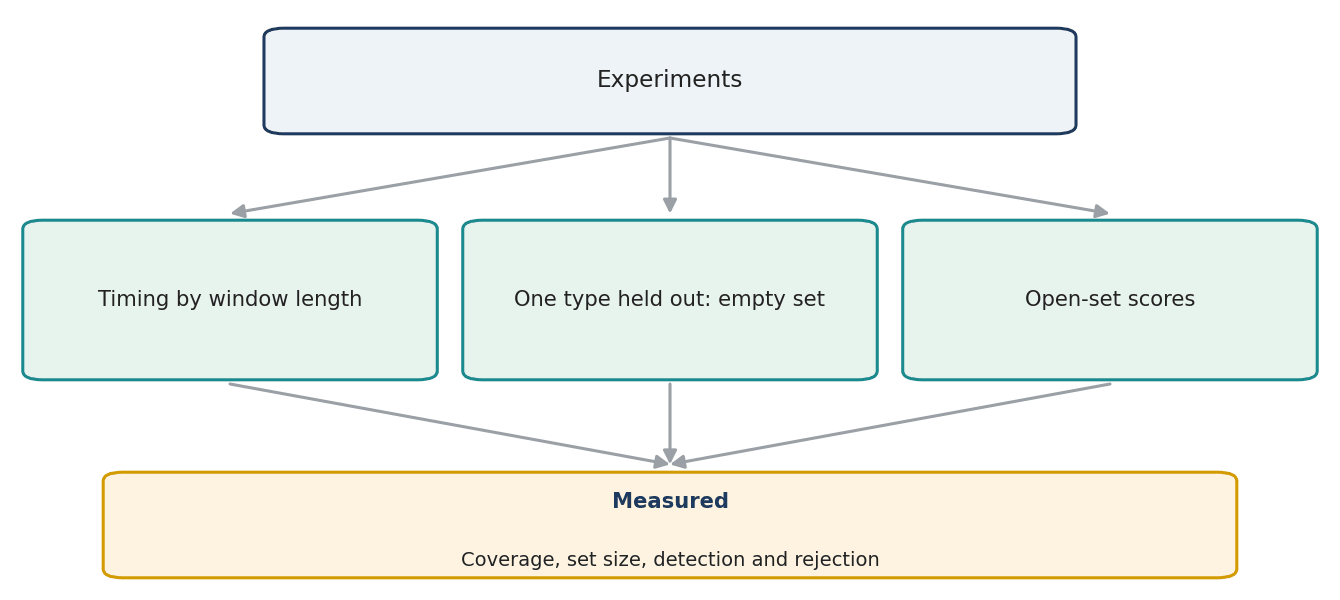 Experiments
Timing by window length
One type held out: empty set
Open-set scores
Measured
Coverage, set size, detection and rejection